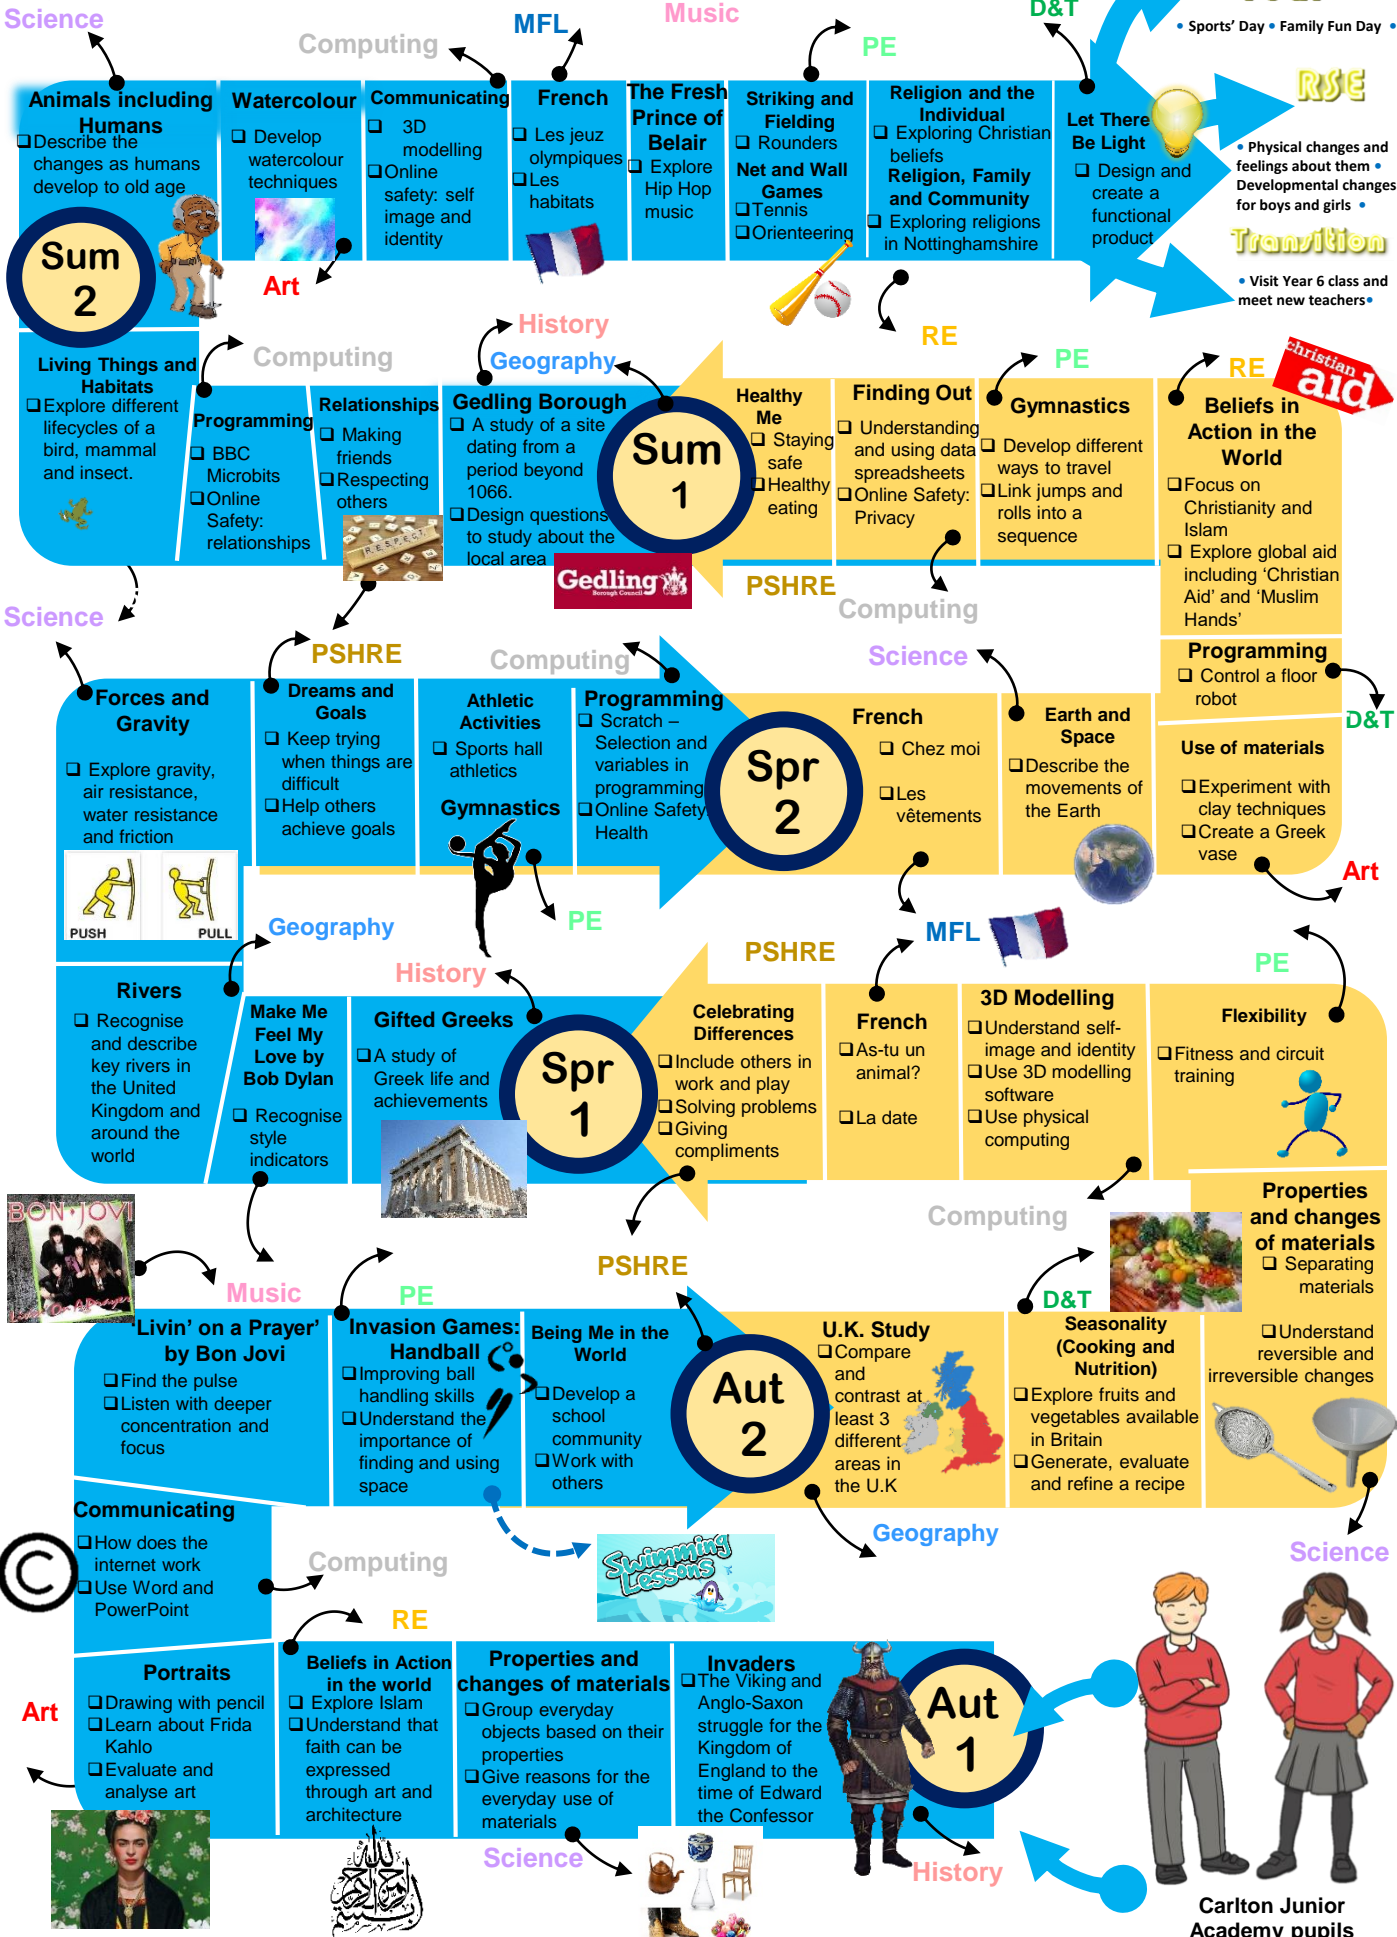 Science
Computing
MFL
Music
PE
D&T
• Sports’ Day • Family Fun Day •
Animals including
Humans
Describe the
changes as humans
develop to old age
Watercolour
Develop
watercolour
techniques
Art
Communicating
3D
modelling
Online
safety: self
image and
identity
French
Les jeuz
olympiques
Les
habitats
The Fresh
Prince of
Belair
Explore
Hip Hop
music
Striking and
Fielding
Rounders
Net and Wall
Games
Tennis
Orienteering
Religion and the
Individual
Exploring Christian
beliefs
Religion, Family
and Community
Exploring religions
in Nottinghamshire
RE
Let There
Be Light
Design and
create a
functional
product
RSE
• Physical changes and
feelings about them •
Developmental changes
for boys and girls •
Transition
• Visit Year 6 class and
meet new teachers•
Sum
2
Living Things and
Habitats
Explore different
lifecycles of a
bird, mammal
and insect.
Science
Computing
Programming
BBC
Microbits
Online
Safety:
relationships
Relationships
Making
friends
Respecting
others
RESPECT
PSHRE
History
Geography
Gedling Borough
A study of a site
dating from a
period beyond
1066.
Design questions
to study about the
local area
Gedling
Borough Council
Sum
1
Healthy
Me
Staying
safe
Healthy
eating
PSHRE
Finding Out
Understanding
and using data
spreadsheets
Online Safety:
Privacy
Computing
PE
Gymnastics
Develop different
ways to travel
Link jumps and
rolls into a
sequence
RE
christian
aid
Beliefs in
Action in the
World
Focus on
Christianity and
Islam
Explore global aid
including ‘Christian
Aid’ and ‘Muslim
Hands’
Programming
Control a floor
robot
D&T
Use of materials
Experiment with
clay techniques
Create a Greek
vase
Art
Science
Earth and
Space
Describe the
movements of
the Earth
French
Chez moi
Les
vêtements
MFL
Spr
2
Computing
Programming
Scratch –
Selection and
variables in
programming
Online Safety
Health
Athletic
Activities
Sports hall
athletics
Gymnastics
PE
Dreams and
Goals
Keep trying
when things are
difficult
Help others
achieve goals
Forces and
Gravity
Explore gravity,
air resistance,
water resistance
and friction
PUSH
PULL
Geography
Rivers
Recognise
and describe
key rivers in
the United
Kingdom and
around the
world
Make Me
Feel My
Love by
Bob Dylan
Recognise
style
indicators
History
Gifted Greeks
A study of
Greek life and
achievements
Spr
1
PSHRE
Celebrating
Differences
Include others in
work and play
Solving problems
Giving
compliments
French
As-tu un
animal?
La date
3D Modelling
Understand self-
image and identity
Use 3D modelling
software
Use physical
computing
Computing
PE
Flexibility
Fitness and circuit
training
Properties
and changes
of materials
Separating
materials
Understand
reversible and
irreversible changes
Science
D&T
Seasonality
(Cooking and
Nutrition)
Explore fruits and
vegetables available
in Britain
Generate, evaluate
and refine a recipe
U.K. Study
Compare
and
contrast at
least 3
different
areas in
the U.K
Geography
Aut
2
PSHRE
Being Me in the
World
Develop a
school
community
Work with
others
PE
Invasion Games:
Handball
Improving ball
handling skills
Understand the
importance of
finding and using
space
Swimming
Lessons
BON JOVI
Livin' On A Prayer
Music
‘Livin’ on a Prayer’
by Bon Jovi
Find the pulse
Listen with deeper
concentration and
focus
Communicating
How does the
internet work
Use Word and
PowerPoint
©
Computing
Portraits
Drawing with pencil
Learn about Frida
Kahlo
Evaluate and
analyse art
Art
RE
Beliefs in Action
in the world
Explore Islam
Understand that
faith can be
expressed
through art and
architecture
Properties and
changes of materials
Group everyday
objects based on their
properties
Give reasons for the
everyday use of
materials
Science
Invaders
The Viking and
Anglo-Saxon
struggle for the
Kingdom of
England to the
time of Edward
the Confessor
History
Aut
1
Carlton Junior
Academy pupils